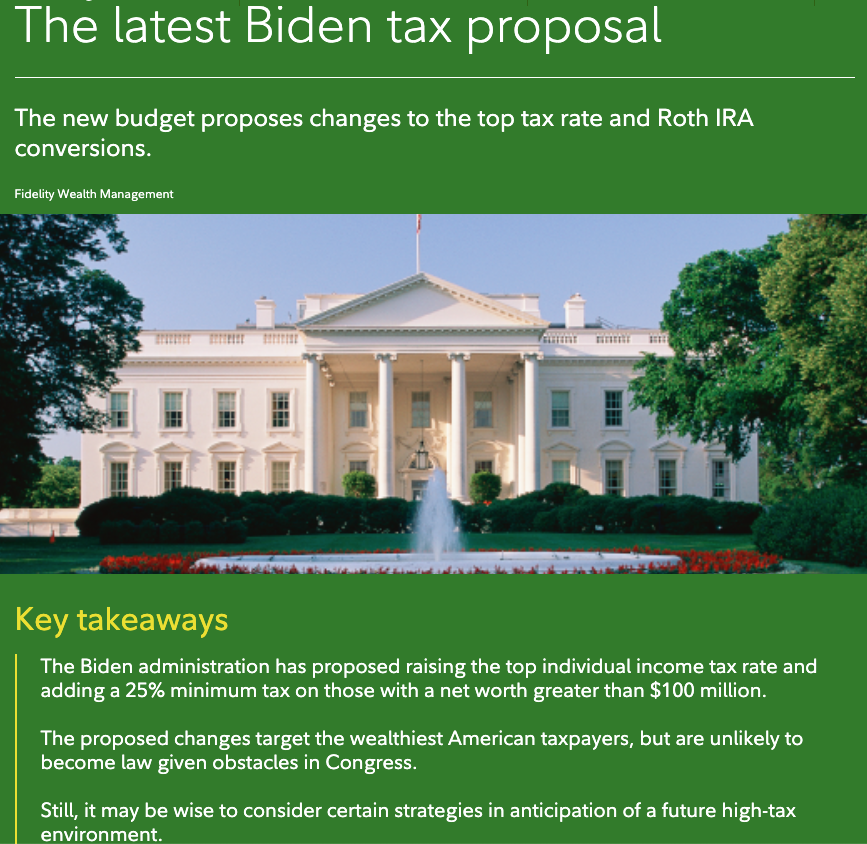 The latest Biden tax proposal
The new budget proposes changes to the top tax rate and Roth IRA
conversions.
Fidelity Wealth Management
Key takeaways
The Biden administration has proposed raising the top individual income tax rate and
adding a 25% minimum tax on those with a net worth greater than $100 million.
The proposed changes target the wealthiest American taxpayers, but are unlikely to
become law given obstacles in Congress.
Still, it may be wise to consider certain strategies in anticipation of a future high-tax
environment.